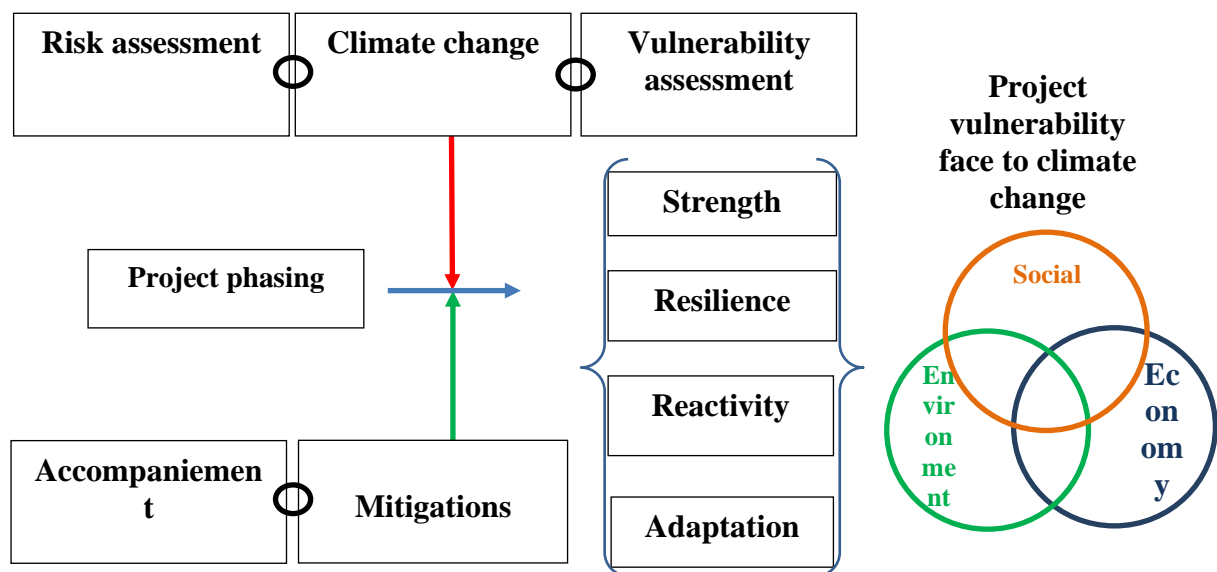 Risk assessment
Climate change
Vulnerability
assessment
Project
vulnerability
face to climate
change
Strength
Social
Project phasing
Resilience
En
vir
on
me
nt
Ec
on
om
y
Reactivity
Accompaniemen
t
Mitigations
Adaptation